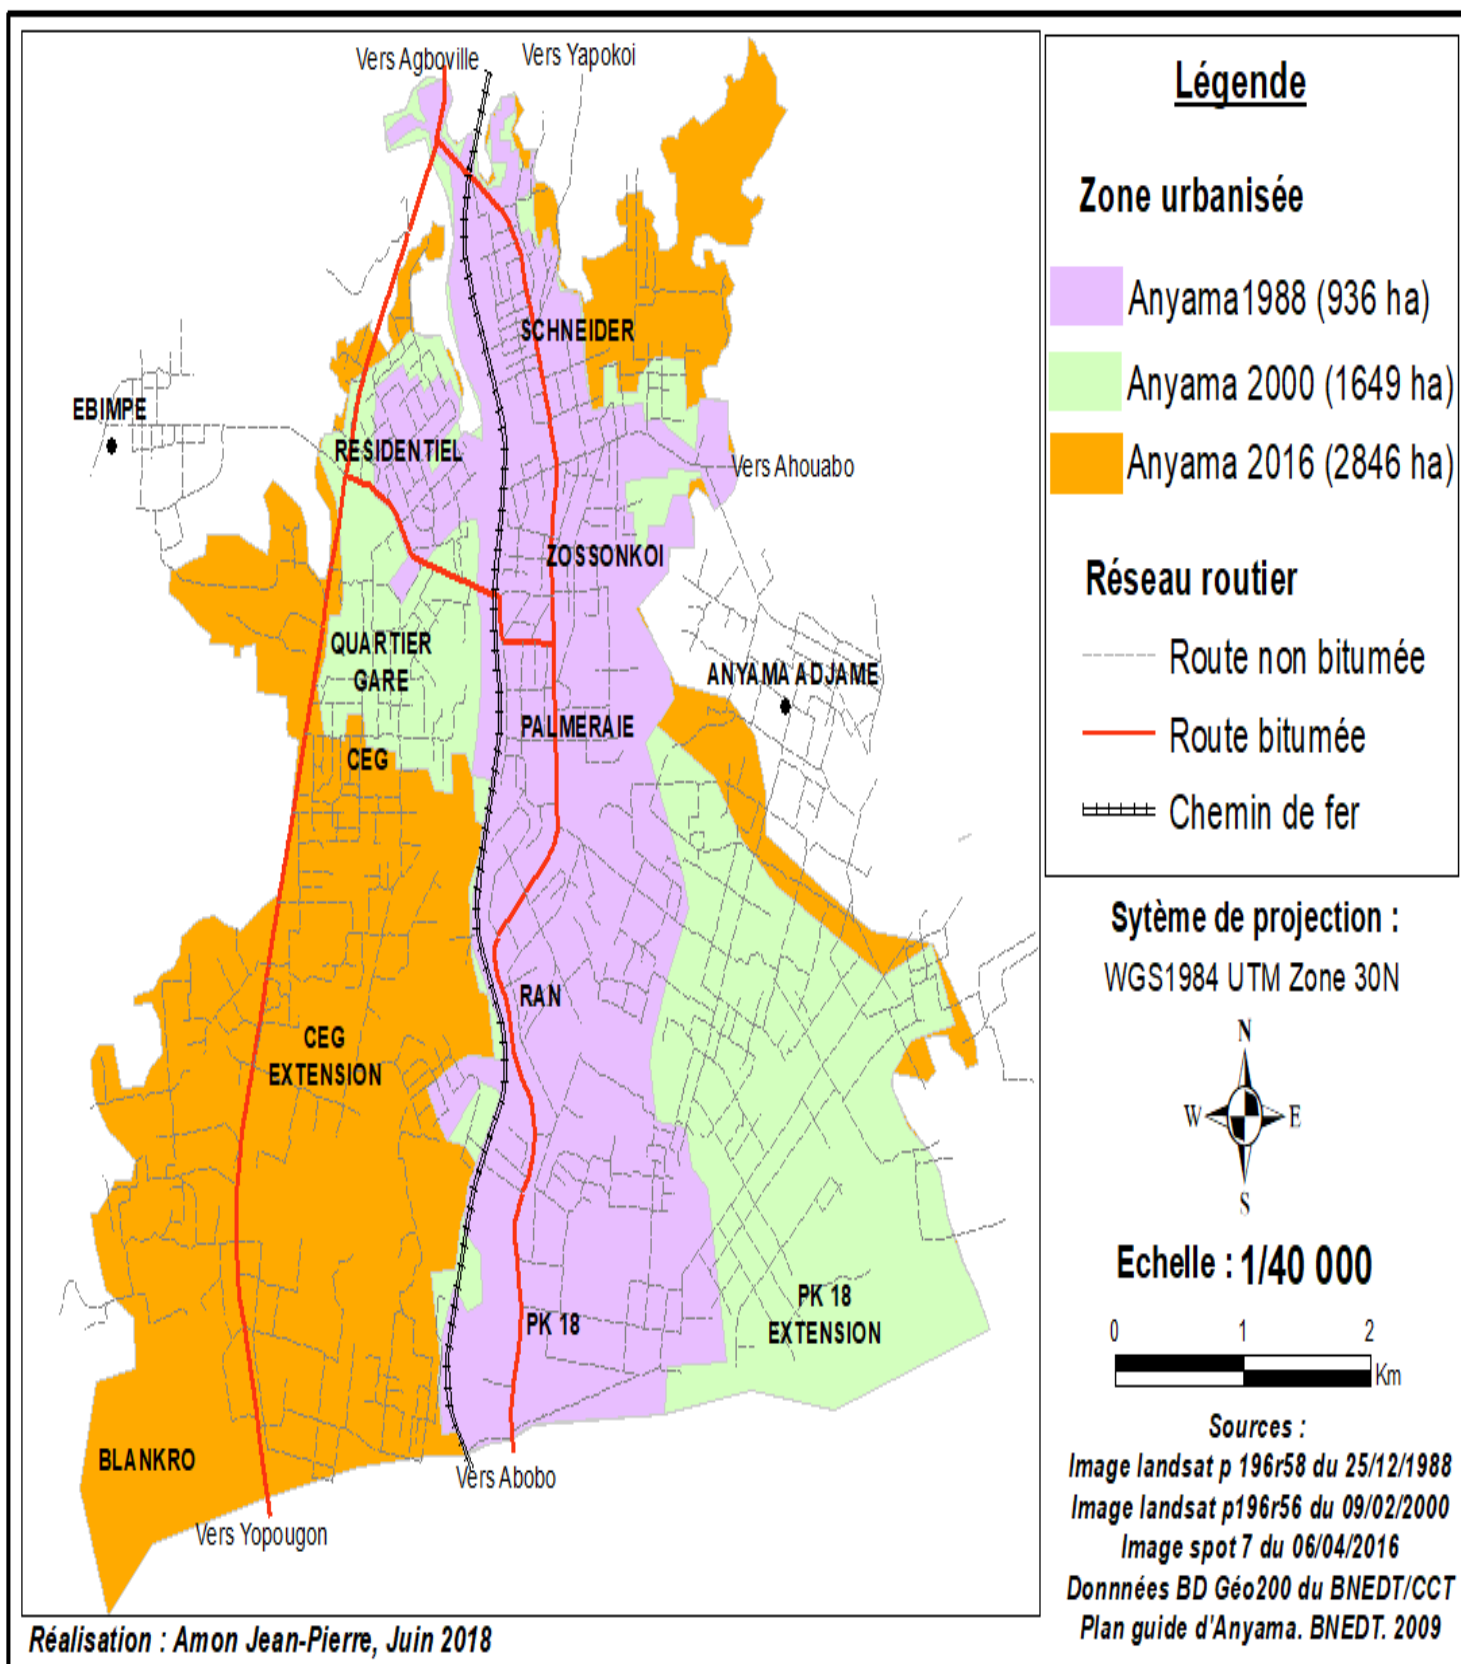 Vers Agboville
Vers Yapokoi
SCHNEIDER
EBIMPE
RESIDENTIEL
Vers Ahouabo
ZOSSONKOI
QUARTIER
GARE
ANYAMA ADJAME
PALMERAIE
CEG
RAN
CEG
EXTENSION
PK 18
EXTENSION
PK 18
BLANKRO
Vers Abobo
Vers Yopougon
Réalisation : Amon Jean-Pierre, Juin 2018
Légende
Zone urbanisée
Anyama1988 (936 ha)
Anyama 2000 (1649 ha)
Anyama 2016 (2846 ha)
Réseau routier
Route non bitumée
Route bitumée
Chemin de fer
Sytème de projection :
WGS1984 UTM Zone 30N
N
W E
S
Echelle : 1/40 000
0 1 2
Km
Sources :
Image landsat p 196r58 du 25/12/1988
Image landsat p196r56 du 09/02/2000
Image spot 7 du 06/04/2016
Donnnées BD Géo200 du BNEDT/CCT
Plan guide d'Anyama. BNEDT. 2009